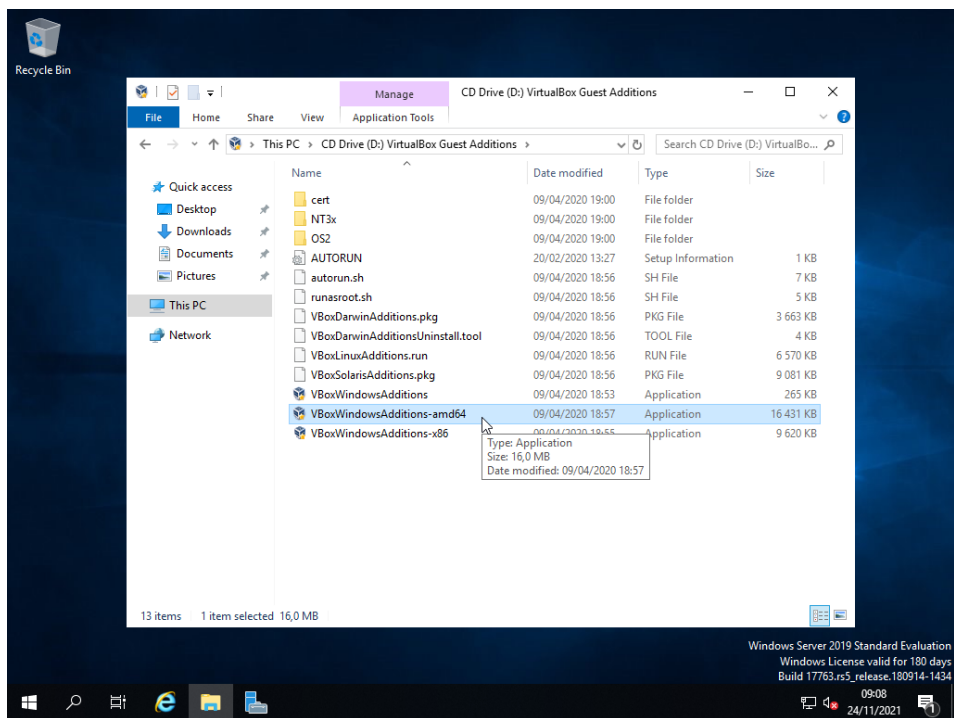 Recycle Bin
Manage
CD Drive (D:) VirtualBox Guest Additions
File Home Share View Application Tools
This PC > CD Drive (D:) VirtualBox Guest Additions >
Search CD Drive (D:) VirtualBo...
Name Date modified Type Size
Quick access
Desktop
Downloads
Documents
Pictures
This PC
Network
cert 09/04/2020 19:00 File folder
NT3x 09/04/2020 19:00 File folder
OS2 09/04/2020 19:00 File folder
AUTORUN 20/02/2020 13:27 Setup Information 1 KB
autorun.sh 09/04/2020 18:56 SH File 7 KB
runasroot.sh 09/04/2020 18:56 SH File 5 KB
VBoxDarwinAdditions.pkg 09/04/2020 18:56 PKG File 3 663 KB
VBoxDarwinAdditionsUninstall.tool 09/04/2020 18:56 TOOL File 4 KB
VBoxLinuxAdditions.run 09/04/2020 18:56 RUN File 6 570 KB
VBoxSolarisAdditions.pkg 09/04/2020 18:56 PKG File 9 081 KB
VBoxWindowsAdditions 09/04/2020 18:53 Application 265 KB
VBoxWindowsAdditions-amd64 09/04/2020 18:57 Application 16 431 KB
VBoxWindowsAdditions-x86 09/04/2020 18:55 Application 9 620 KB
Type: Application
Size: 16,0 MB
Date modified: 09/04/2020 18:57
13 items 1 item selected 16,0 MB
Windows Server 2019 Standard Evaluation
Windows License valid for 180 days
Build 17763.rs5_release.180914-1434
09:08
24/11/2021
1